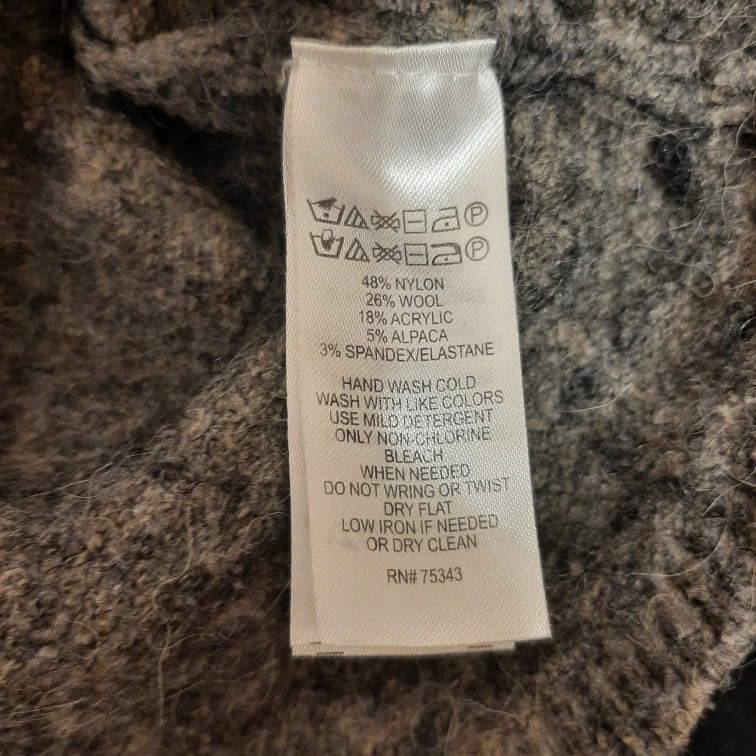 48% NYLON
26% WOOL
18% ACRYLIC
5% ALPACA
3% SPANDEX/ELASTANE
HAND WASH COLD
WASH WITH LIKE COLORS
USE MILD DETERGENT
ONLY NON-CHLORINE
BLEACH
WHEN NEEDED
DO NOT WRING OR TWIST
DRY FLAT
LOW IRON IF NEEDED
OR DRY CLEAN
RN# 75343